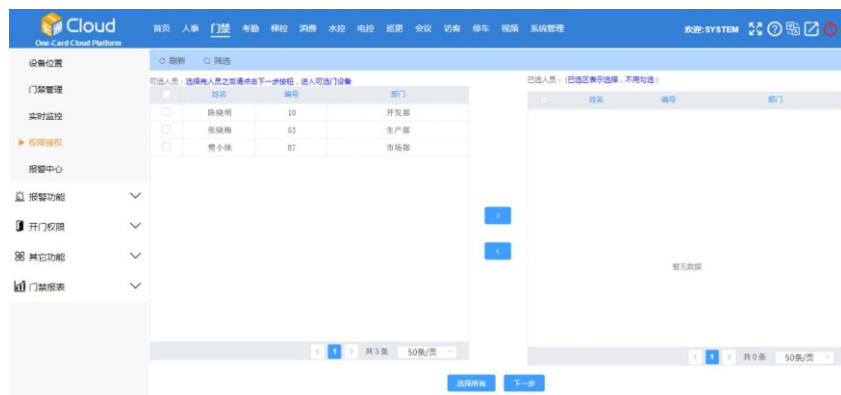 Cloud
One-Card Cloud Platform
首页 人事 门禁 考勤 梯控 消费 水控 电控 巡更 会议 访客 停车 视频 系统管理
欢迎:SYSTEM
设备位置
门禁管理
实时监控
权限授权
报警中心
报警功能
开门权限
其它功能
门禁报表
刷新 筛选
可选人员：选择完人员之后请点击下一步按钮，进入可选门设备
姓名 编号 部门
陈晓明 10 开发部
张晓梅 83 生产部
樊小妹 87 市场部
< 1 > 共 3 条 50条/页
已选人员：(已选区表示选择，不用勾选)
姓名 编号 部门
>
<
暂无数据
< 1 > 共 0 条 50条/页
选择所有 下一步